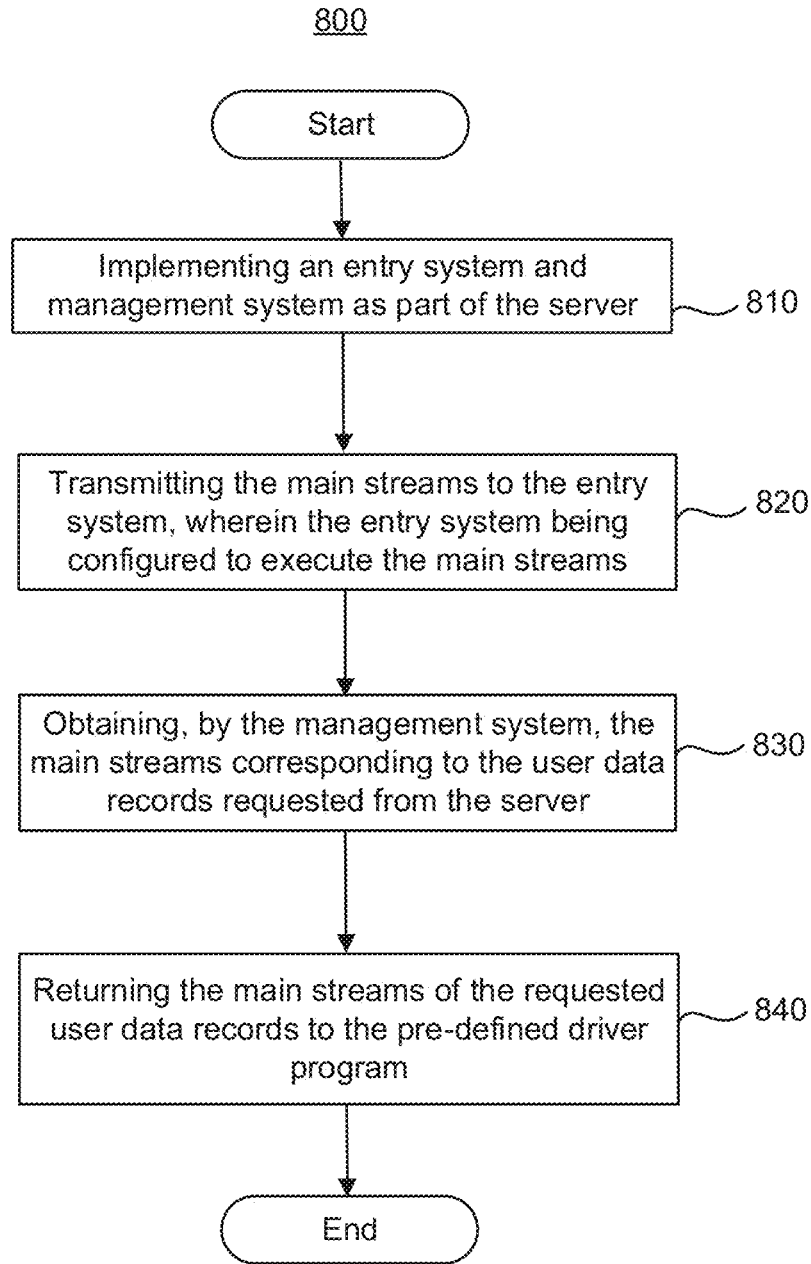 800
Start
Implementing an entry system and
management system as part of the server
810
Transmitting the main streams to the entry
system, wherein the entry system being
configured to execute the main streams
820
Obtaining, by the management system, the
main streams corresponding to the user data
records requested from the server
830
Returning the main streams of the requested
user data records to the pre-defined driver
program
840
End